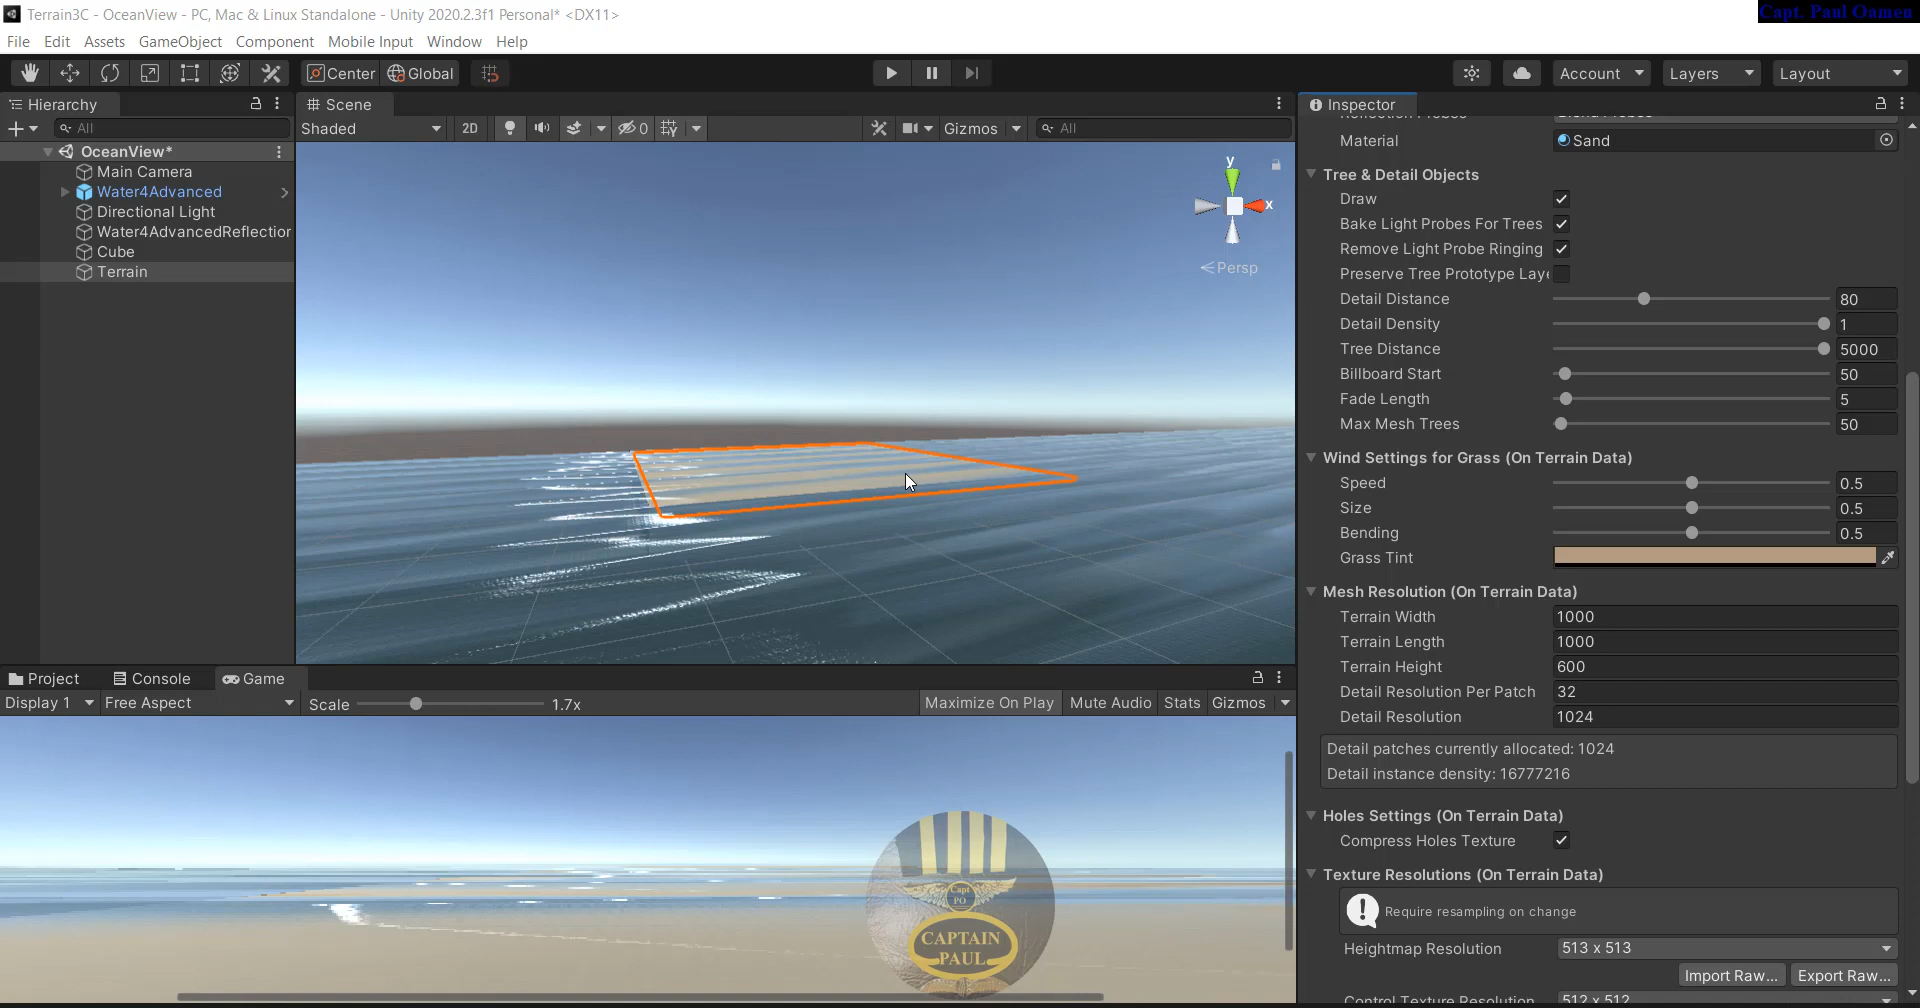 Terrain3C - OceanView - PC, Mac & Linux Standalone - Unity 2020.2.3f1 Personal* <DX11>
Capt. Paul Oamen
File Edit Assets GameObject Component Mobile Input Window Help
Center Global Account Layers Layout
Hierarchy
All
OceanView*
Main Camera
Water4Advanced
Directional Light
Water4AdvancedReflection
Cube
Terrain
Scene
Shaded 2D 0 Gizmos All
y
x
Persp
Project Console Game
Display 1 Free Aspect Scale 1.7x Maximize On Play Mute Audio Stats Gizmos
Capt
PO
CAPTAIN
PAUL
Inspector
Material Sand
Tree & Detail Objects
Draw
Bake Light Probes For Trees
Remove Light Probe Ringing
Preserve Tree Prototype Laye
Detail Distance 80
Detail Density 1
Tree Distance 5000
Billboard Start 50
Fade Length 5
Max Mesh Trees 50
Wind Settings for Grass (On Terrain Data)
Speed 0.5
Size 0.5
Bending 0.5
Grass Tint
Mesh Resolution (On Terrain Data)
Terrain Width 1000
Terrain Length 1000
Terrain Height 600
Detail Resolution Per Patch 32
Detail Resolution 1024
Detail patches currently allocated: 1024
Detail instance density: 16777216
Holes Settings (On Terrain Data)
Compress Holes Texture
Texture Resolutions (On Terrain Data)
Require resampling on change
Heightmap Resolution 513 x 513
Import Raw... Export Raw...
Control Texture Resolution 512 x 512